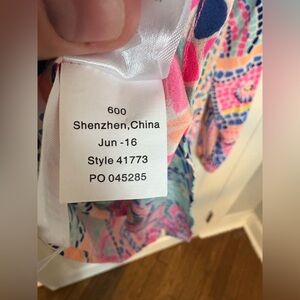 600
Shenzhen,China
Jun -16
Style 41773
PO 045285